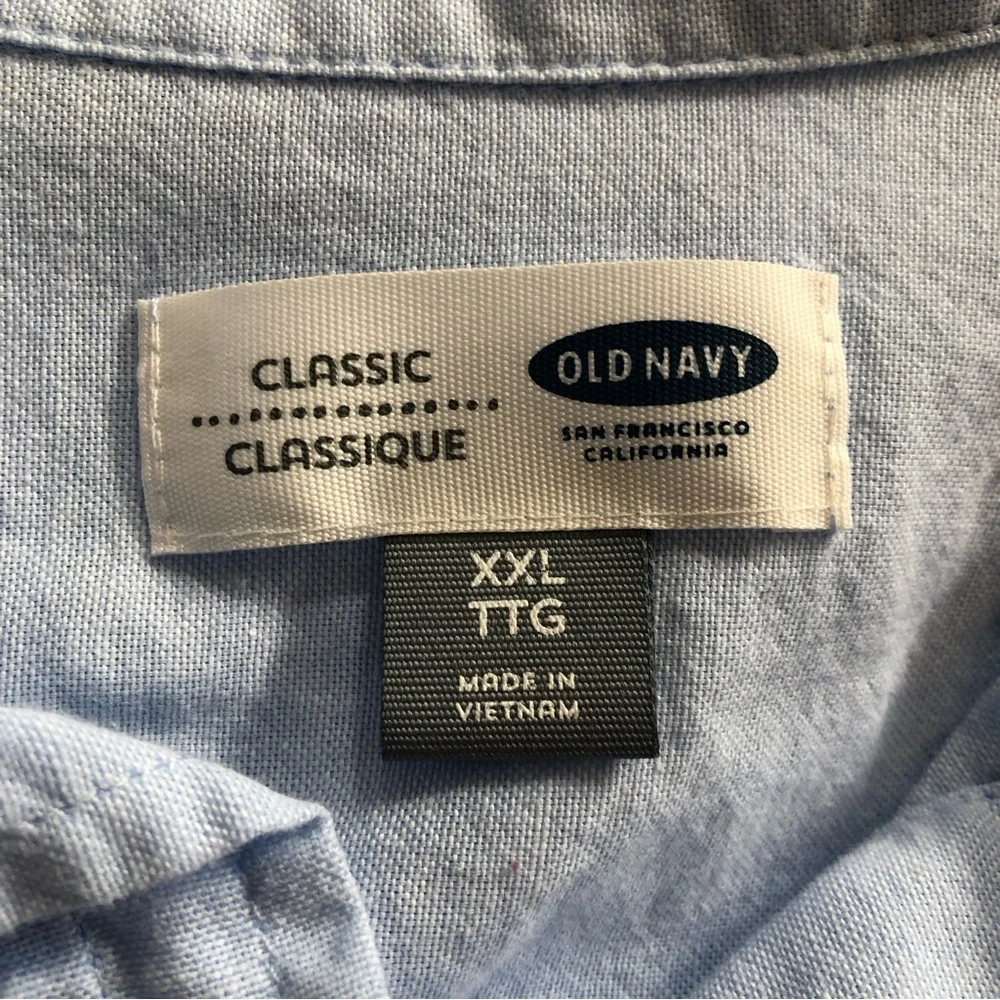 CLASSIC
CLASSIQUE
OLD NAVY
SAN FRANCISCO
CALIFORNIA
XXL
TTG
MADE IN
VIETNAM